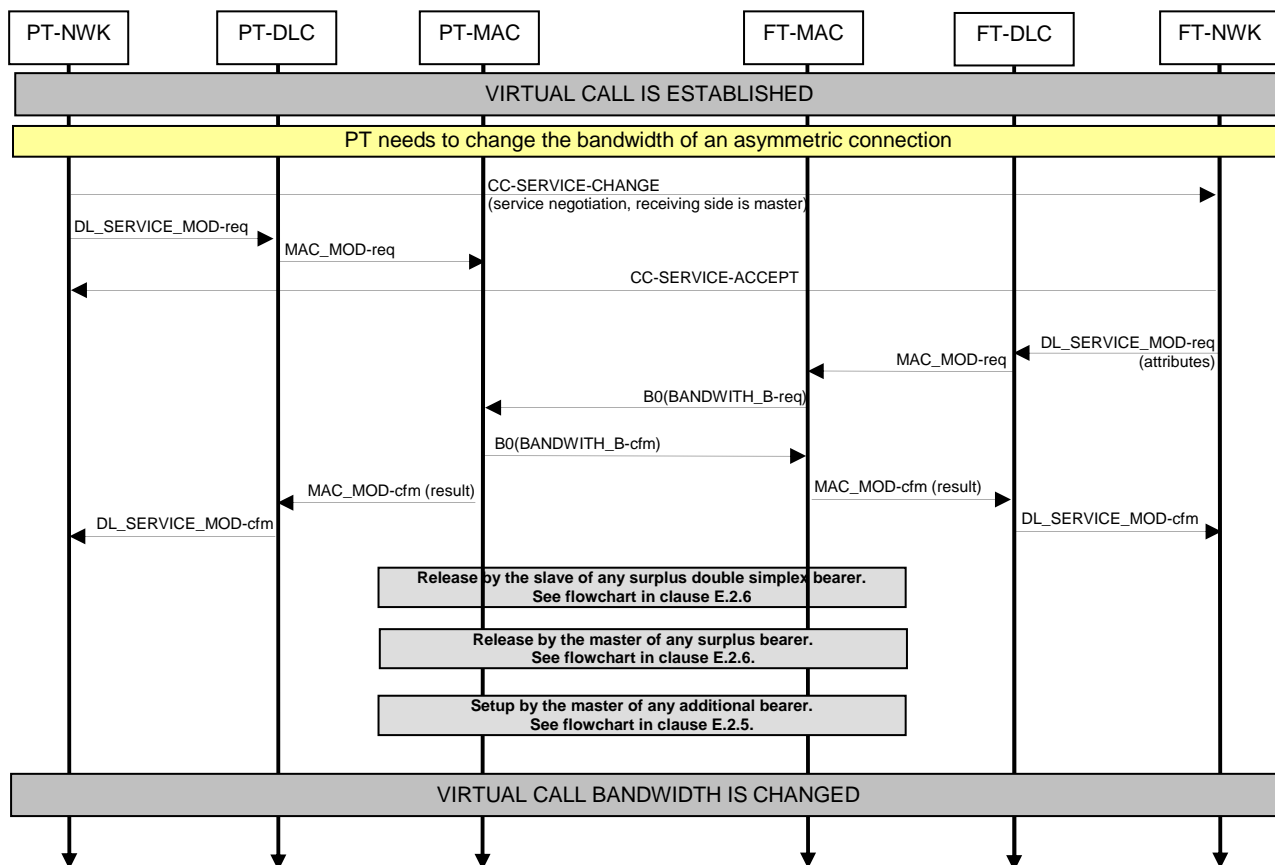 PT-NWK PT-DLC PT-MAC FT-MAC FT-DLC FT-NWK
VIRTUAL CALL IS ESTABLISHED
PT needs to change the bandwidth of an asymmetric connection
CC-SERVICE-CHANGE
(service negotiation, receiving side is master)
DL_SERVICE_MOD-req
MAC_MOD-req
CC-SERVICE-ACCEPT
DL_SERVICE_MOD-req
(attributes)
MAC_MOD-req
B0(BANDWITH_B-req)
B0(BANDWITH_B-cfm)
MAC_MOD-cfm (result)
MAC_MOD-cfm (result)
DL_SERVICE_MOD-cfm
DL_SERVICE_MOD-cfm
Release by the slave of any surplus double simplex bearer.
See flowchart in clause E.2.6
Release by the master of any surplus bearer.
See flowchart in clause E.2.6.
Setup by the master of any additional bearer.
See flowchart in clause E.2.5.
VIRTUAL CALL BANDWIDTH IS CHANGED